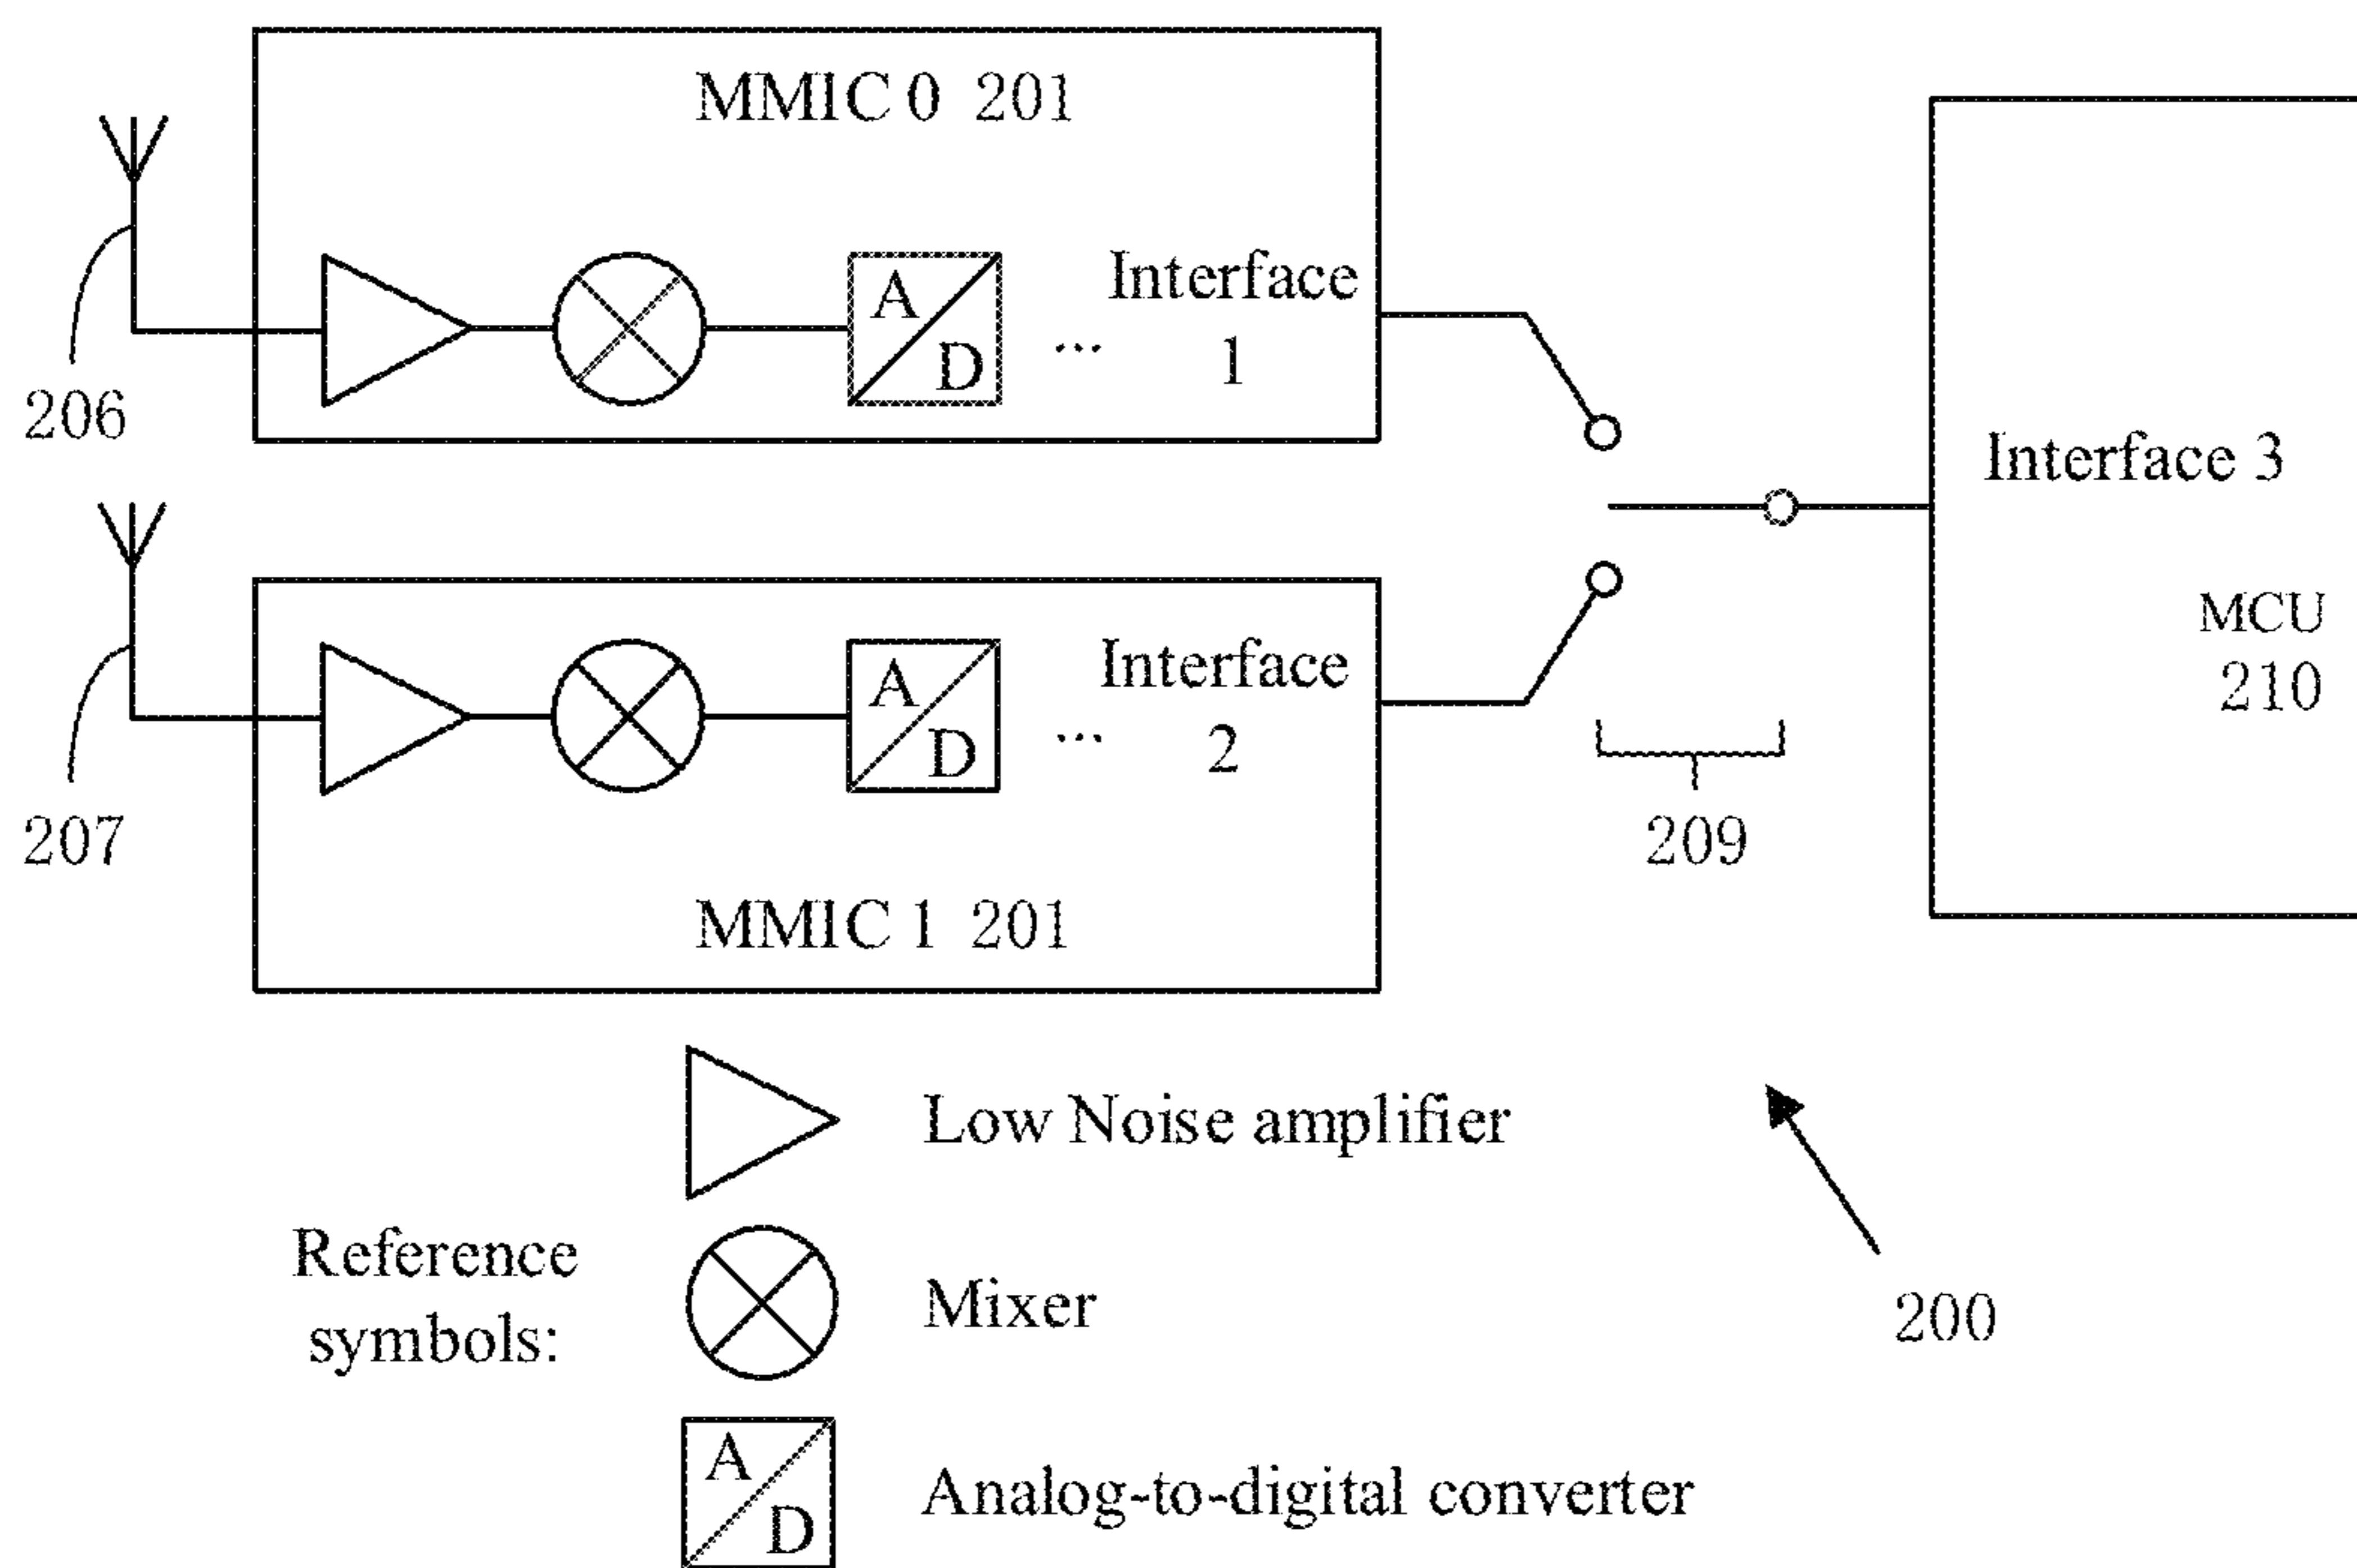 MMIC 0 201
A
D
...
Interface
1
206
Interface 3
MCU
210
A
D
...
Interface
2
207
209
MMIC 1 201
Low Noise amplifier
Reference
symbols:
Mixer
200
A
D
Analog-to-digital converter